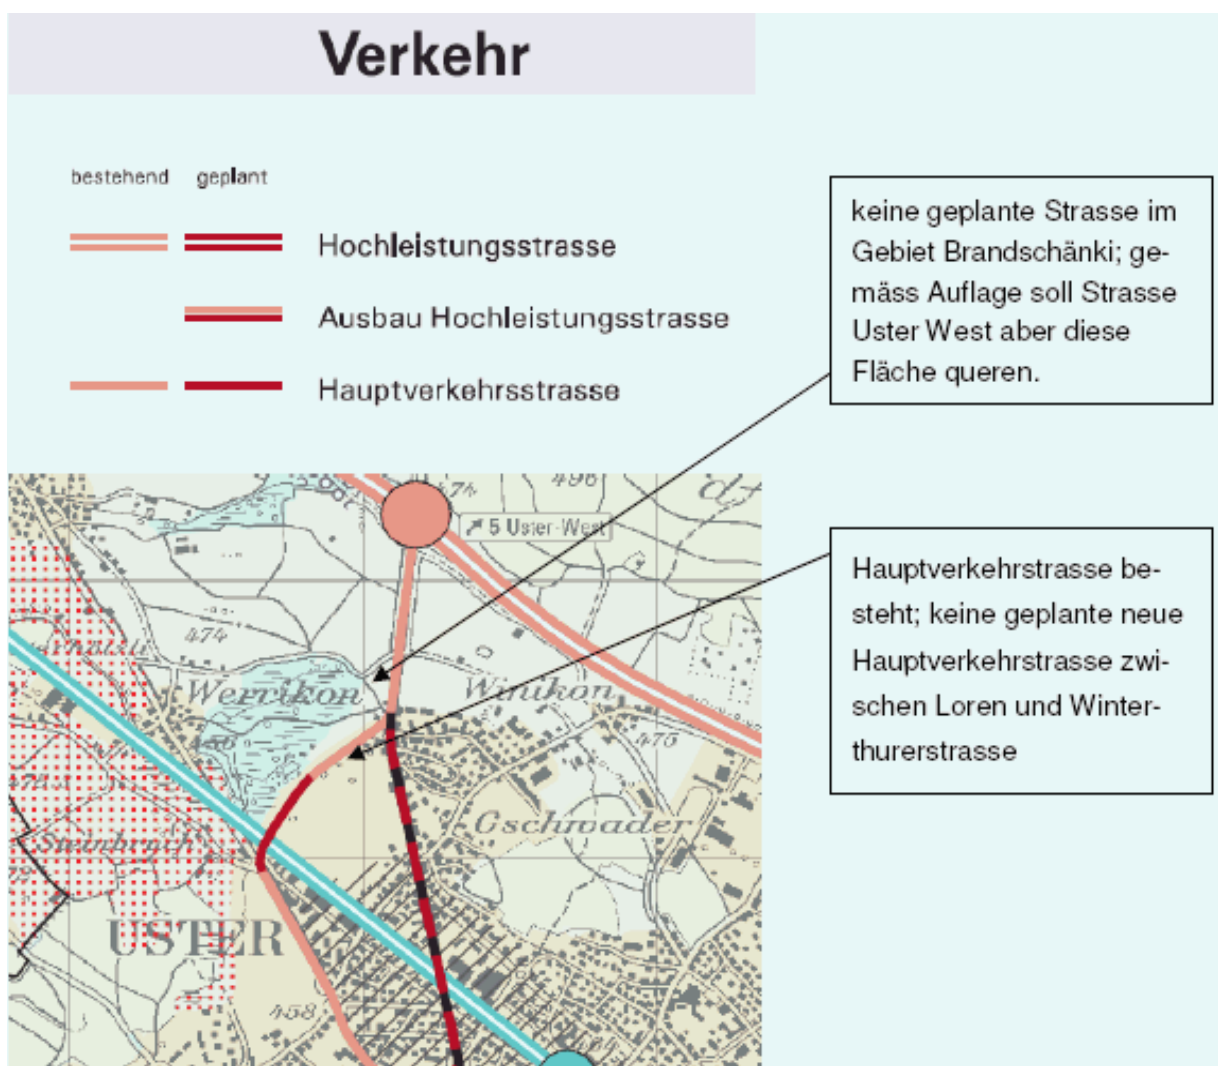 Verkehr
bestehend geplant
Hochleistungsstrasse
Ausbau Hochleistungsstrasse
Hauptverkehrsstrasse
keine geplante Strasse im
Gebiet Brandschänki; ge-
mäss Auflage soll Strasse
Uster West aber diese
Fläche queren.
Hauptverkehrstrasse be-
steht; keine geplante neue
Hauptverkehrstrasse zwi-
schen Loren und Winter-
thurerstrasse
496
5 Uster-West
474
Werrikon
Winikon
475
Gschwader
Steinbruch
USTER
458